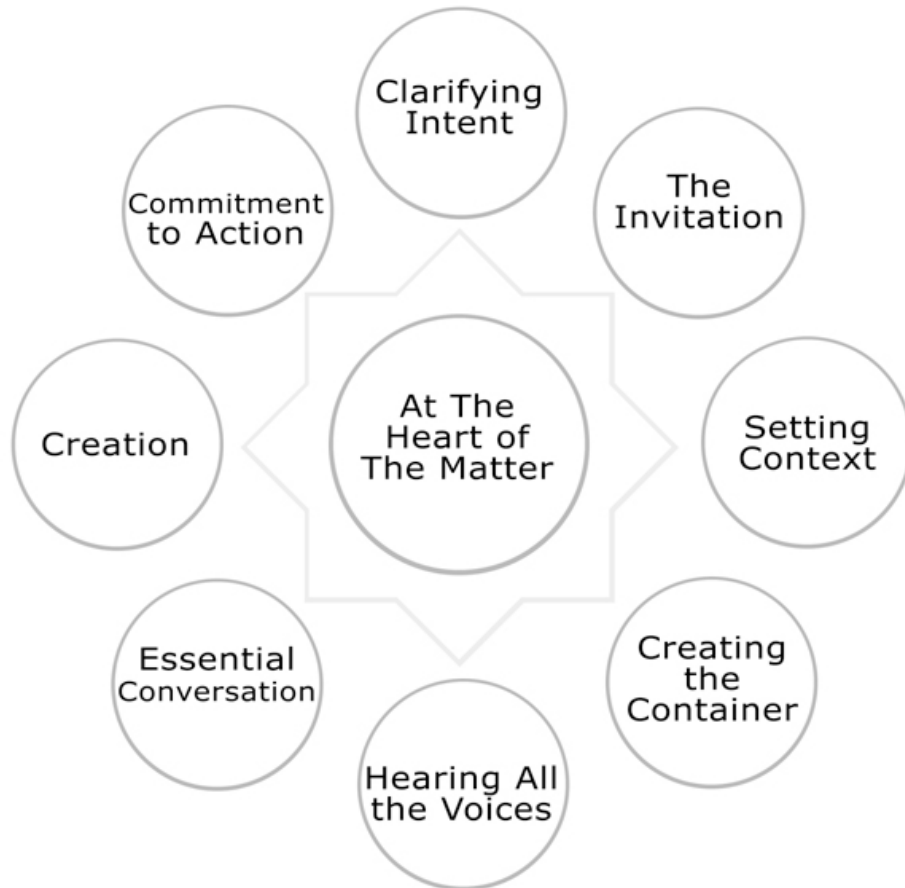 Clarifying
Intent
The
Invitation
Setting
Context
Creating
the
Container
Hearing All
the Voices
Essential
Conversation
Creation
Commitment
to Action
At The
Heart of
The Matter